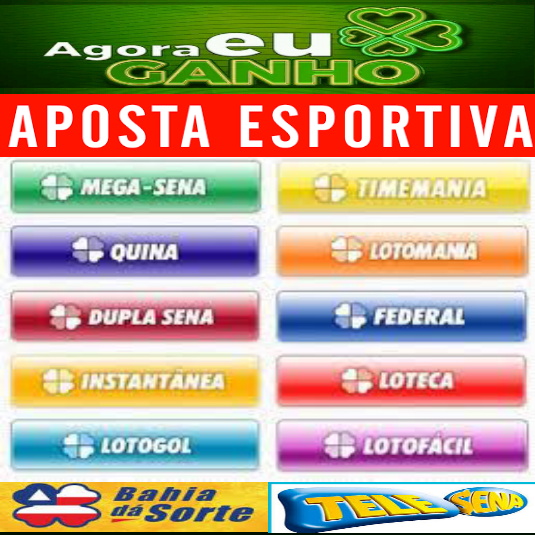 Agora eu
GANHO
APOSTA ESPORTIVA
MEGA-SENA
TIMEMANIA
QUINA
LOTOMANIA
DUPLA SENA
FEDERAL
INSTANTÂNEA
LOTECA
LOTOGOL
LOTOFÁCIL
Bahia
dá Sorte
TELE SENA